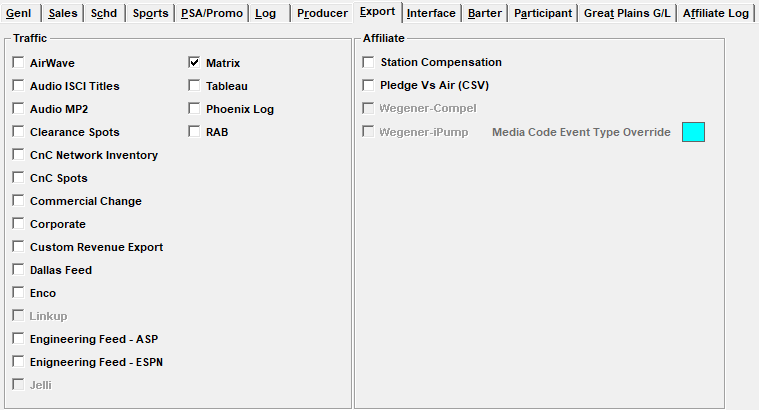 Genl Sales Schd Sports PSA/Promo Log Producer Export Interface Barter Participant Great Plains G/L Affiliate Log
Traffic
AirWave
Audio ISCI Titles
Audio MP2
Clearance Spots
CnC Network Inventory
CnC Spots
Commercial Change
Corporate
Custom Revenue Export
Dallas Feed
Enco
Linkup
Engineering Feed - ASP
Enigneering Feed - ESPN
Jelli
Matrix
Tableau
Phoenix Log
RAB
Affiliate
Station Compensation
Pledge Vs Air (CSV)
Wegener-Compel
Wegener-iPump Media Code Event Type Override